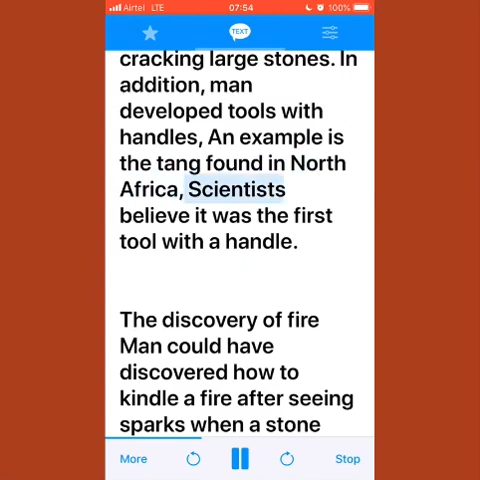 Airtel LTE 07:54 100%
TEXT
cracking large stones. In
addition, man
developed tools with
handles, An example is
the tang found in North
Africa, Scientists
believe it was the first
tool with a handle.
The discovery of fire
Man could have
discovered how to
kindle a fire after seeing
sparks when a stone
More Stop